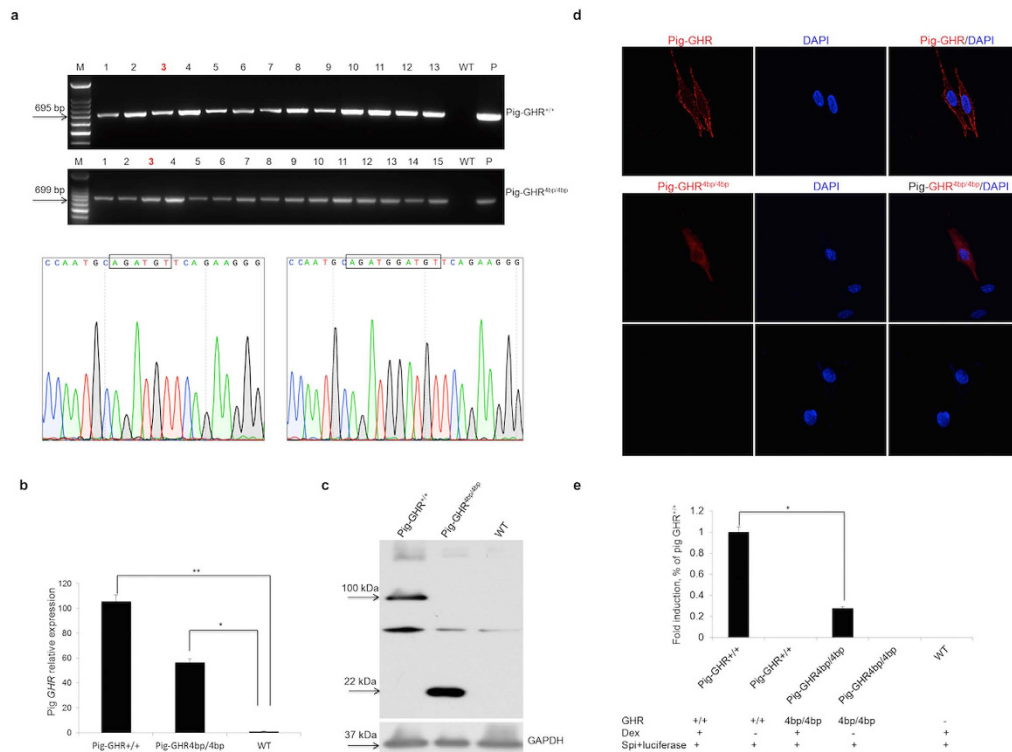 a
M 1 2 3 4 5 6 7 8 9 10 11 12 13 WT P
695 bp
Pig-GHR+/+
M 1 2 3 4 5 6 7 8 9 10 11 12 13 14 15 WT P
699 bp
Pig-GHR4bp/4bp
C C A A T G C A G A T G T T C A G A A G G G
C C A A T G C A G A T G G A T G T T C A G A A G G G
b
Pig GHR relative expression
120
100
80
60
40
20
0
**
*
Pig-GHR+/+ Pig-GHR4bp/4bp WT
c
Pig-GHR+/+ Pig-GHR4bp/4bp WT
100 kDa
22 kDa
37 kDa
GAPDH
d
Pig-GHR DAPI Pig-GHR/DAPI
Pig-GHR4bp/4bp DAPI Pig-GHR4bp/4bp/DAPI
e
Fold induction, % of pig GHR+/+
1.2
1
0.8
0.6
0.4
0.2
0
*
Pig-GHR+/+ Pig-GHR+/+ Pig-GHR4bp/4bp Pig-GHR4bp/4bp WT
GHR +/+ +/+ 4bp/4bp 4bp/4bp -
Dex + - + - +
Spi+luciferase + + + + +